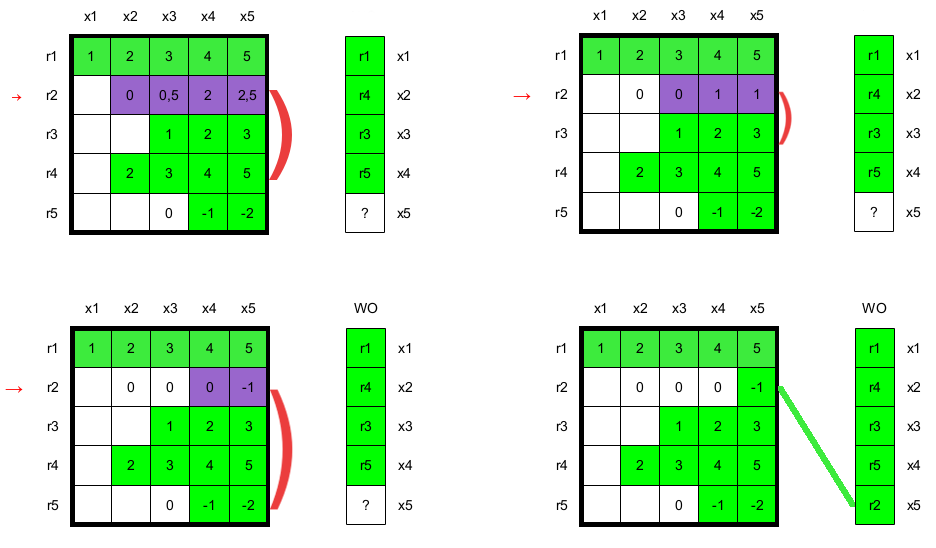 x1 x2 x3 x4 x5
r1 1 2 3 4 5 r1 x1
→ r2 0 0,5 2 2,5 r4 x2
r3 1 2 3 r3 x3
r4 2 3 4 5 r5 x4
r5 0 -1 -2 ? x5
x1 x2 x3 x4 x5
r1 1 2 3 4 5 r1 x1
→ r2 0 0 1 1 r4 x2
r3 1 2 3 r3 x3
r4 2 3 4 5 r5 x4
r5 0 -1 -2 ? x5
x1 x2 x3 x4 x5 WO
r1 1 2 3 4 5 r1 x1
→ r2 0 0 0 -1 r4 x2
r3 1 2 3 r3 x3
r4 2 3 4 5 r5 x4
r5 0 -1 -2 ? x5
x1 x2 x3 x4 x5 WO
r1 1 2 3 4 5 r1 x1
r2 0 0 0 -1 r4 x2
r3 1 2 3 r3 x3
r4 2 3 4 5 r5 x4
r5 0 -1 -2 r2 x5